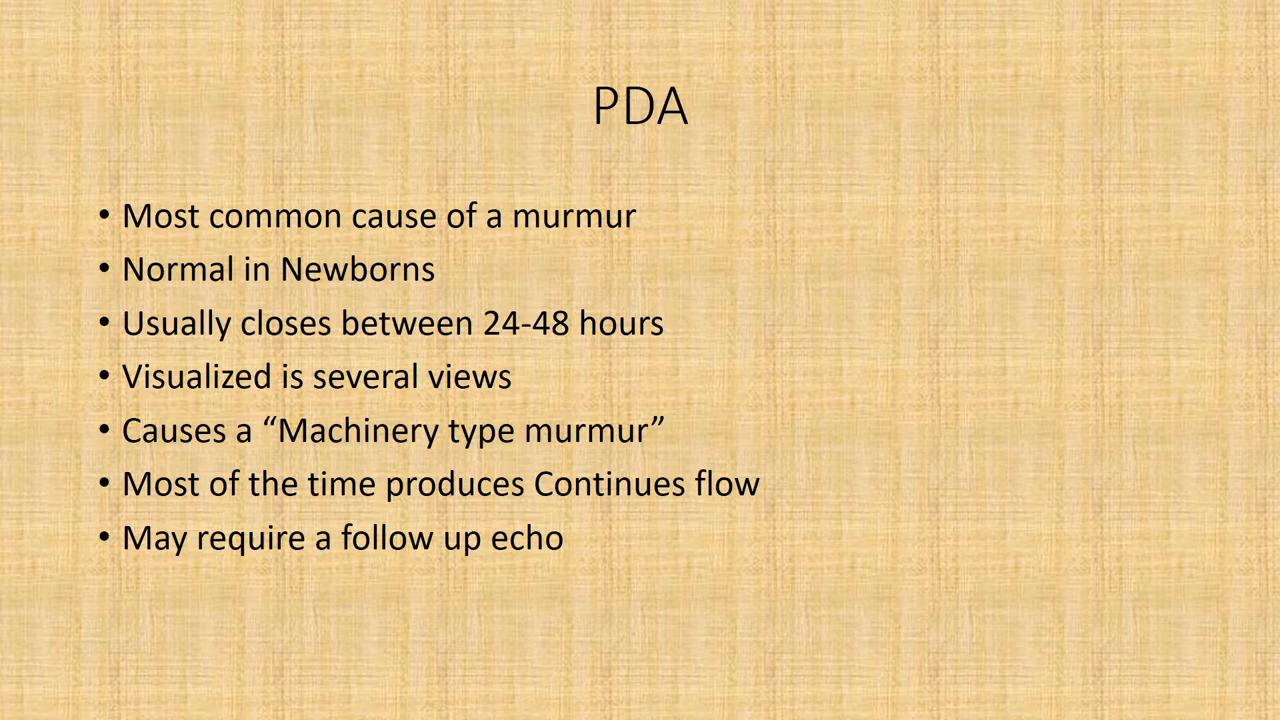 PDA
• Most common cause of a murmur
• Normal in Newborns
• Usually closes between 24-48 hours
• Visualized is several views
• Causes a “Machinery type murmur”
• Most of the time produces Continues flow
• May require a follow up echo